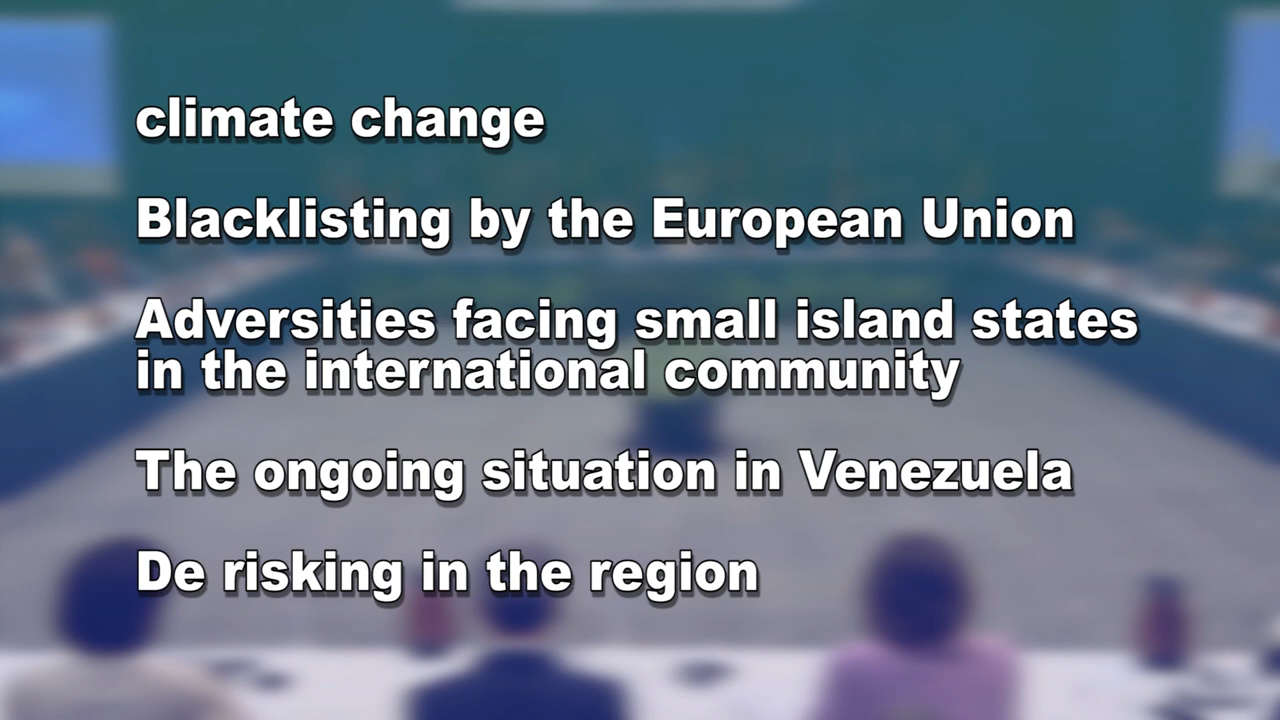 climate change
Blacklisting by the European Union
Adversities facing small island states
in the international community
The ongoing situation in Venezuela
De risking in the region